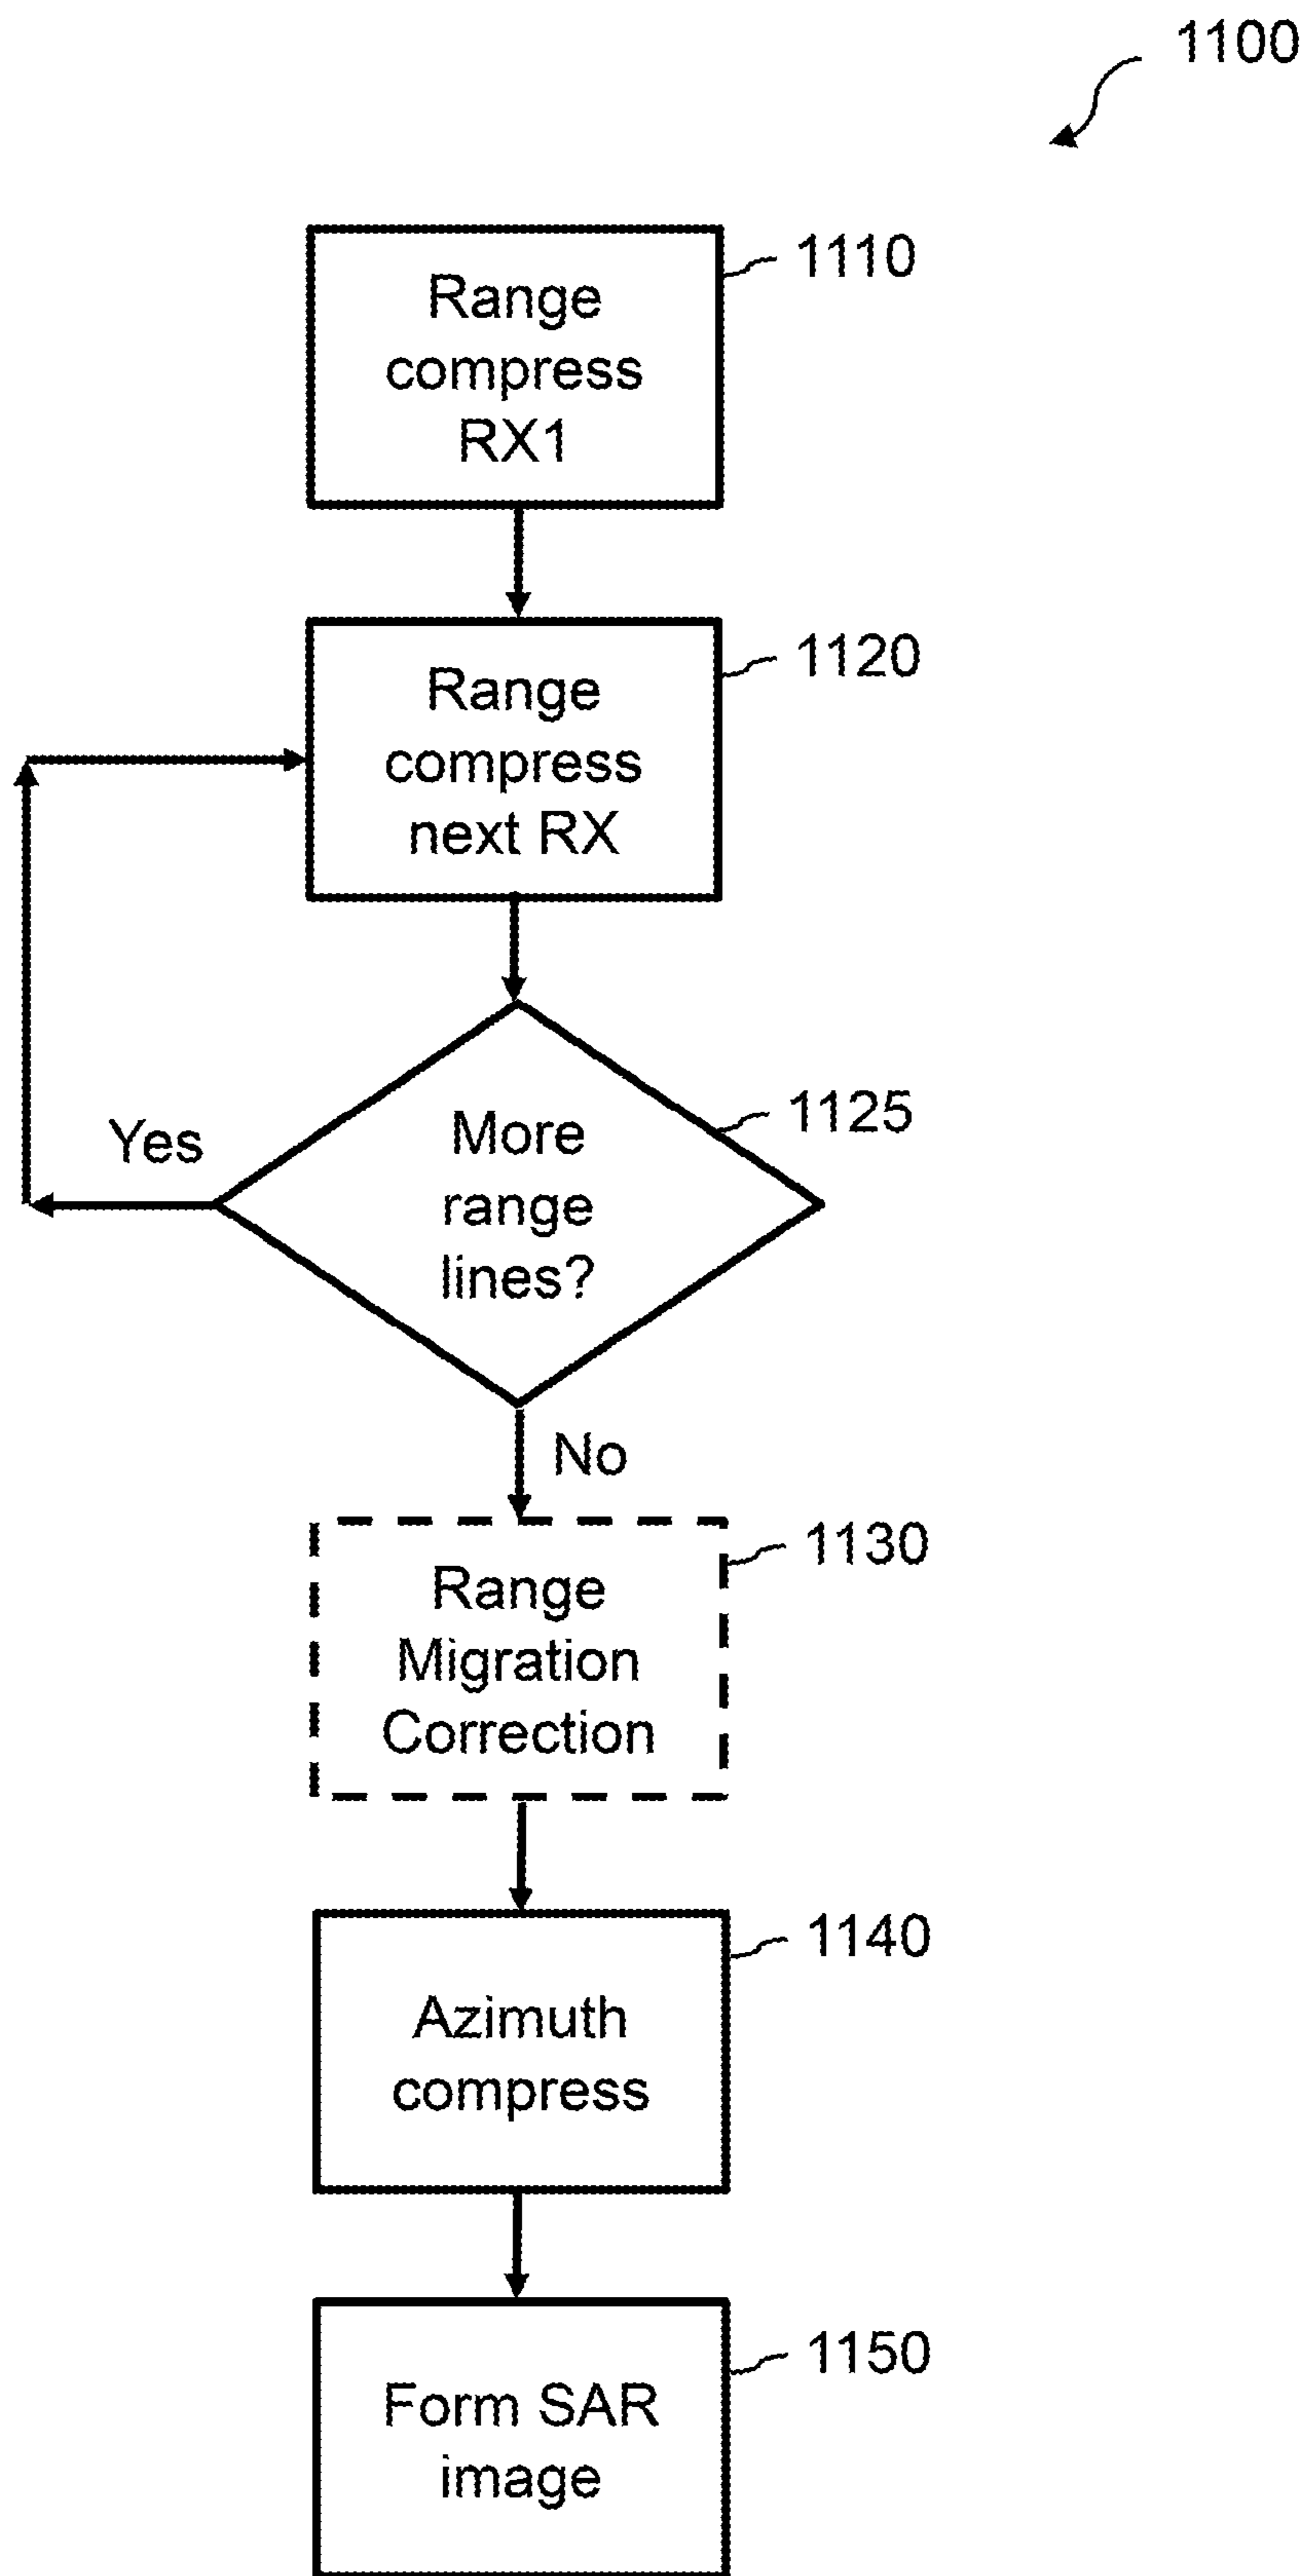 1100
Range
compress
RX1
1110
Range
compress
next RX
1120
More
range
lines?
1125
Yes
No
Range
Migration
Correction
1130
Azimuth
compress
1140
Form SAR
image
1150